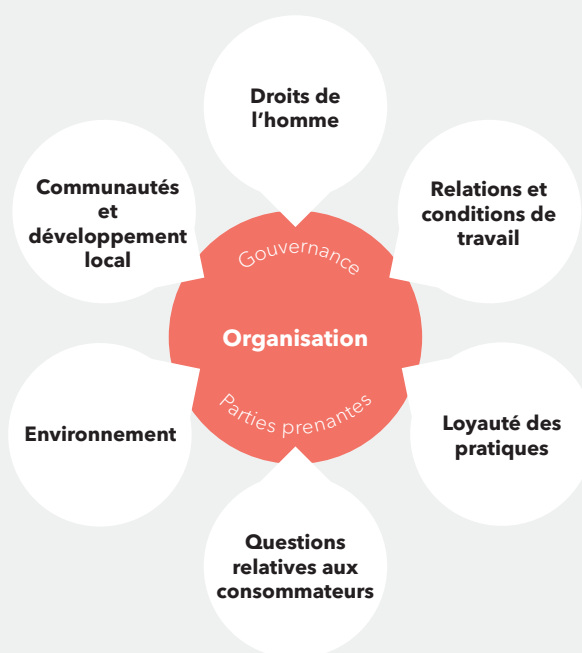 Droits de
l'homme
Communautés
et
développement
local
Relations et
conditions de
travail
Gouvernance
Organisation
Parties prenantes
Environnement
Loyauté des
pratiques
Questions
relatives aux
consommateurs